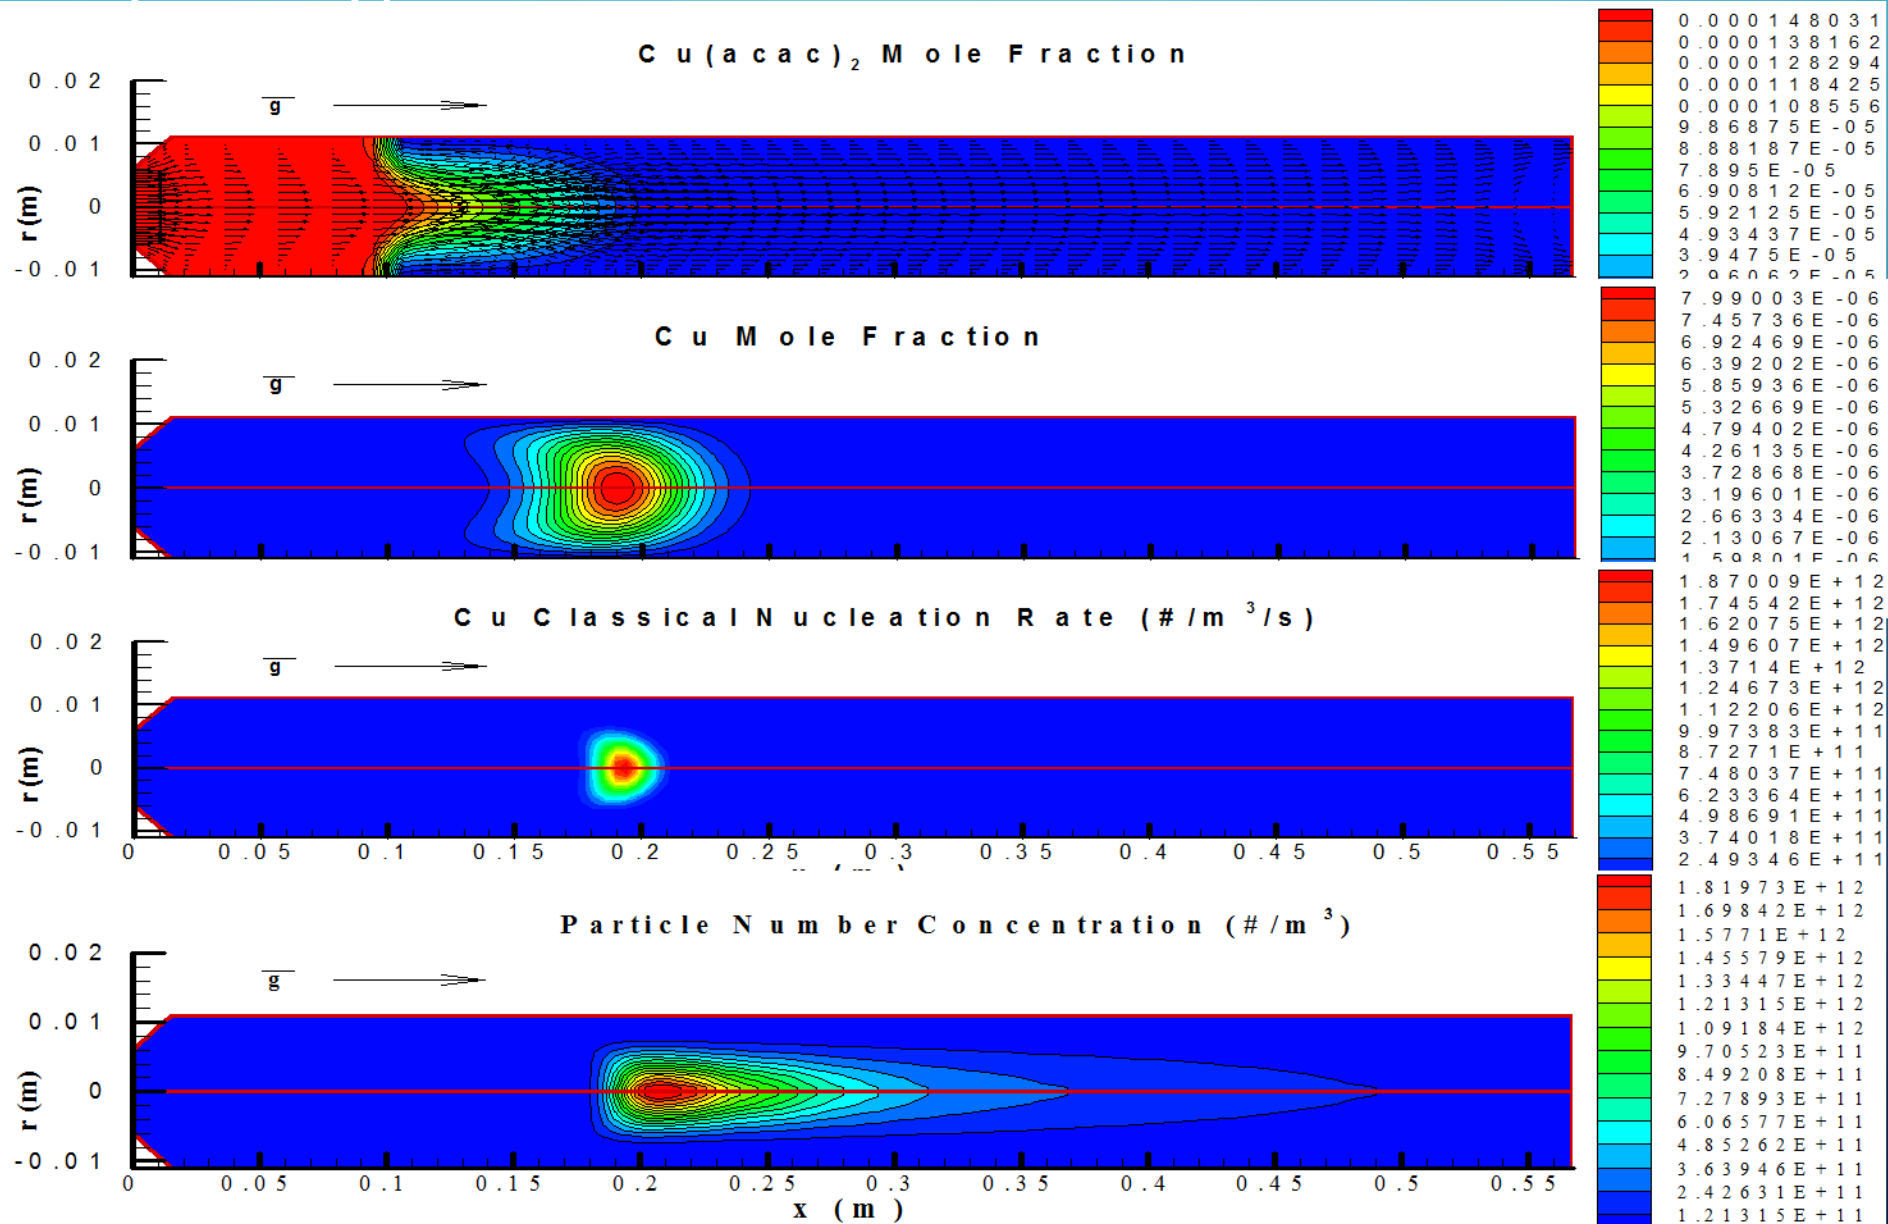 Cu(acac)2 Mole Fraction
g
0.02
0.01
0
-0.01
r(m)
0.000148031
0.000138162
0.000128294
0.000118425
0.000108556
9.86875E-05
8.88187E-05
7.895E-05
6.90812E-05
5.92125E-05
4.93437E-05
3.9475E-05
2.96062E-05
Cu Mole Fraction
g
0.02
0.01
0
-0.01
r(m)
7.99003E-06
7.45736E-06
6.92469E-06
6.39202E-06
5.85936E-06
5.32669E-06
4.79402E-06
4.26135E-06
3.72868E-06
3.19601E-06
2.66334E-06
2.13067E-06
1.59801E-06
Cu Classical Nucleation Rate (#/m3/s)
g
0.02
0.01
0
-0.01
r(m)
0 0.05 0.1 0.15 0.2 0.25 0.3 0.35 0.4 0.45 0.5 0.55
1.87009E+12
1.74542E+12
1.62075E+12
1.49607E+12
1.3714E+12
1.24673E+12
1.12206E+12
9.97383E+11
8.7271E+11
7.48037E+11
6.23364E+11
4.98691E+11
3.74018E+11
2.49346E+11
Particle Number Concentration (#/m3)
g
0.02
0.01
0
-0.01
r(m)
0 0.05 0.1 0.15 0.2 0.25 0.3 0.35 0.4 0.45 0.5 0.55
x (m)
1.81973E+12
1.69842E+12
1.5771E+12
1.45579E+12
1.33447E+12
1.21315E+12
1.09184E+12
9.70523E+11
8.49208E+11
7.27893E+11
6.06577E+11
4.85262E+11
3.63946E+11
2.42631E+11
1.21315E+11